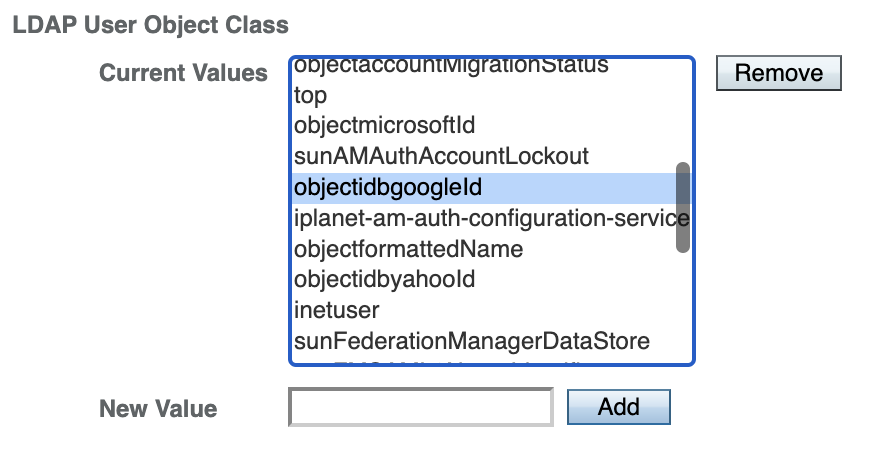 LDAP User Object Class
Current Values
objectaccountMigrationStatus
top
objectmicrosoftId
sunAMAuthAccountLockout
objectidbgoogleId
iplanet-am-auth-configuration-service
objectformattedName
objectidbyahooId
inetuser
sunFederationManagerDataStore
Remove
New Value
Add